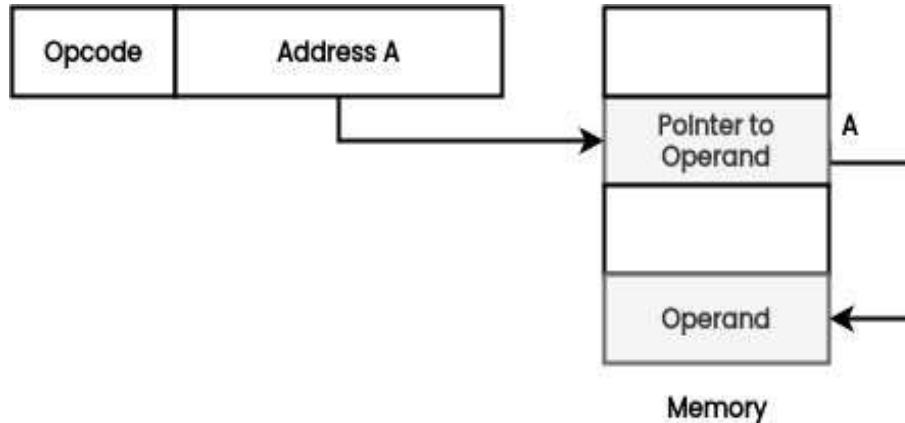 Opcode
Address A
Pointer to
Operand
A
Operand
Memory